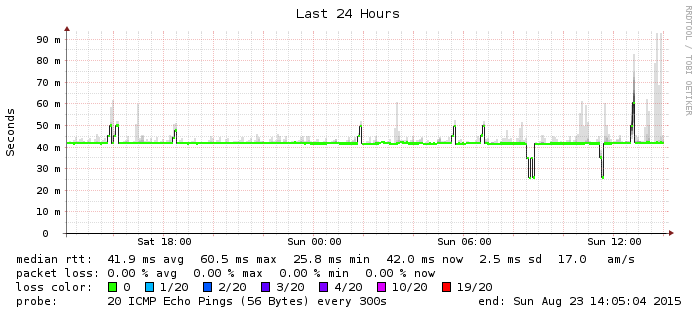 Last 24 Hours
RRDTOOL / TOBI OETIKER
Seconds
90 m
80 m
70 m
60 m
50 m
40 m
30 m
20 m
10 m
0
Sat 18:00 Sun 00:00 Sun 06:00 Sun 12:00
median rtt: 41.9 ms avg 60.5 ms max 25.8 ms min 42.0 ms now 2.5 ms sd 17.0 am/s
packet loss: 0.00 % avg 0.00 % max 0.00 % min 0.00 % now
loss color: 0 1/20 2/20 3/20 4/20 10/20 19/20
probe: 20 ICMP Echo Pings (56 Bytes) every 300s end: Sun Aug 23 14:05:04 2015